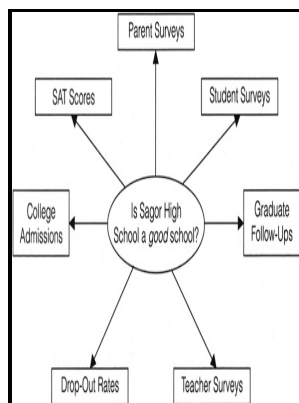 Parent Surveys
SAT Scores
Student Surveys
College
Admissions
Is Sagor High
School a good school?
Graduate
Follow-Ups
Drop-Out Rates
Teacher Surveys